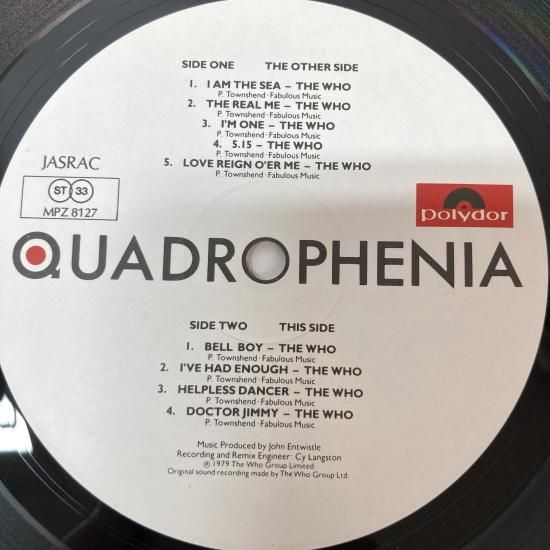 SIDE ONE THE OTHER SIDE
1. I AM THE SEA – THE WHO
P. Townshend · Fabulous Music
2. THE REAL ME – THE WHO
P. Townshend · Fabulous Music
3. I'M ONE – THE WHO
P. Townshend · Fabulous Music
4. 5.15 – THE WHO
P. Townshend · Fabulous Music
5. LOVE REIGN O'ER ME – THE WHO
P. Townshend · Fabulous Music
JASRAC
ST 33
MPZ 8127
polydor
QUADROPHENIA
SIDE TWO THIS SIDE
1. BELL BOY – THE WHO
P. Townshend · Fabulous Music
2. I'VE HAD ENOUGH – THE WHO
P. Townshend · Fabulous Music
3. HELPLESS DANCER – THE WHO
P. Townshend · Fabulous Music
4. DOCTOR JIMMY – THE WHO
P. Townshend · Fabulous Music
Music Produced by John Entwistle
Recording and Remix Engineer: Cy Langston
℗ 1979 The Who Group Limited
Original sound recording made by The Who Group Ltd